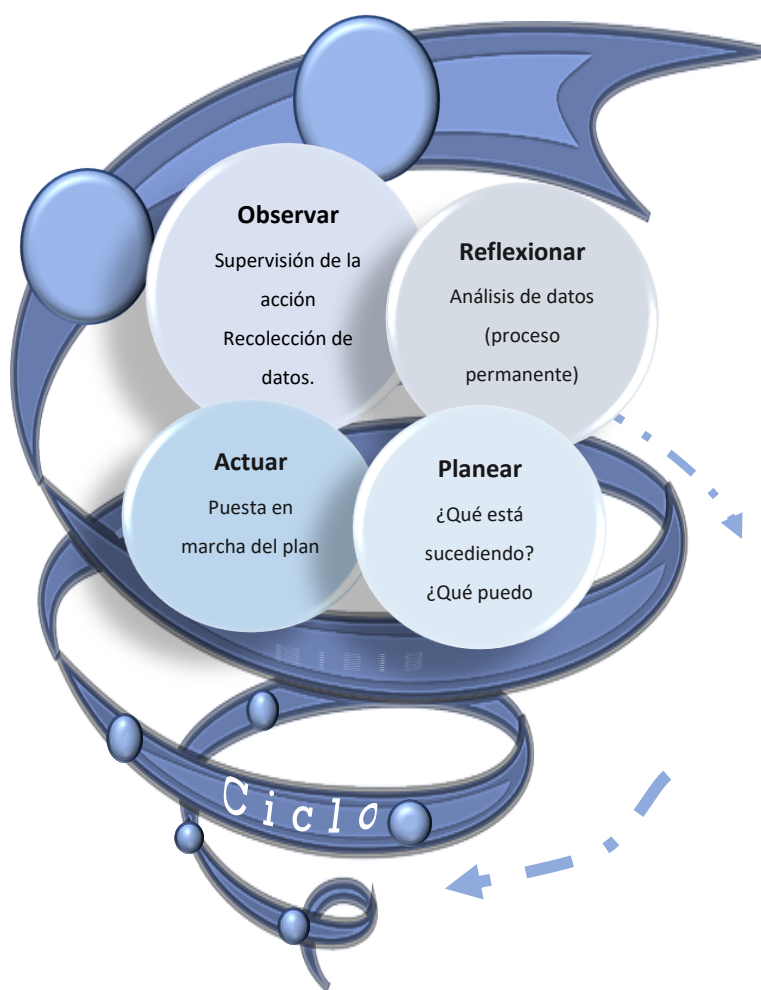 Observar
Supervisión de la
acción
Recolección de
datos.
Reflexionar
Análisis de datos
(proceso
permanente)
Actuar
Puesta en
marcha del plan
Planear
¿Qué está
sucediendo?
¿Qué puedo
Ciclo